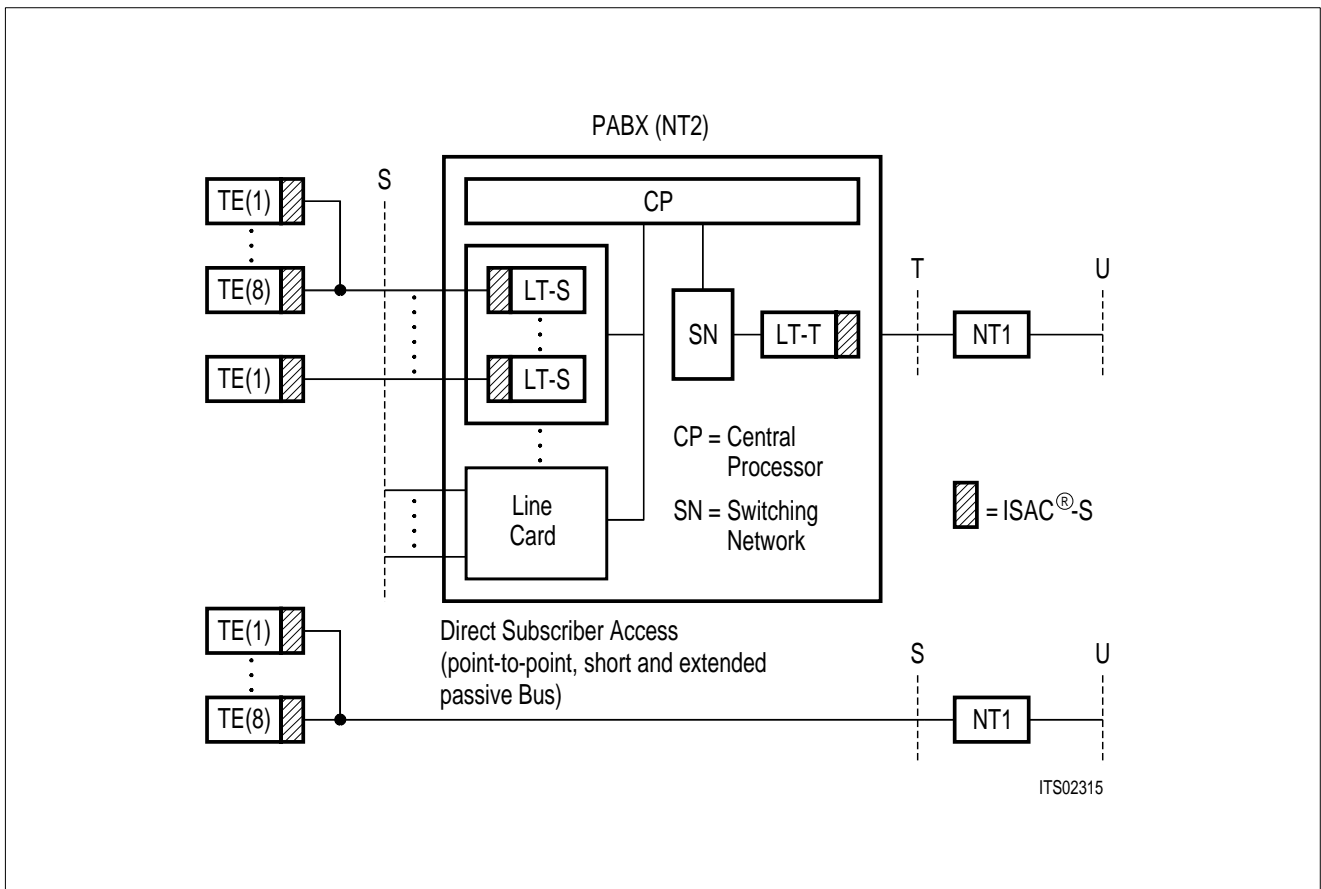 PABX (NT2)
S
TE(1)
CP
TE(8)
LT-S
T
U
SN
LT-T
NT1
TE(1)
LT-S
CP = Central
Processor
Line
Card
SN = Switching
Network
= ISAC®-S
TE(1)
Direct Subscriber Access
(point-to-point, short and extended
passive Bus)
S
U
TE(8)
NT1
ITS02315